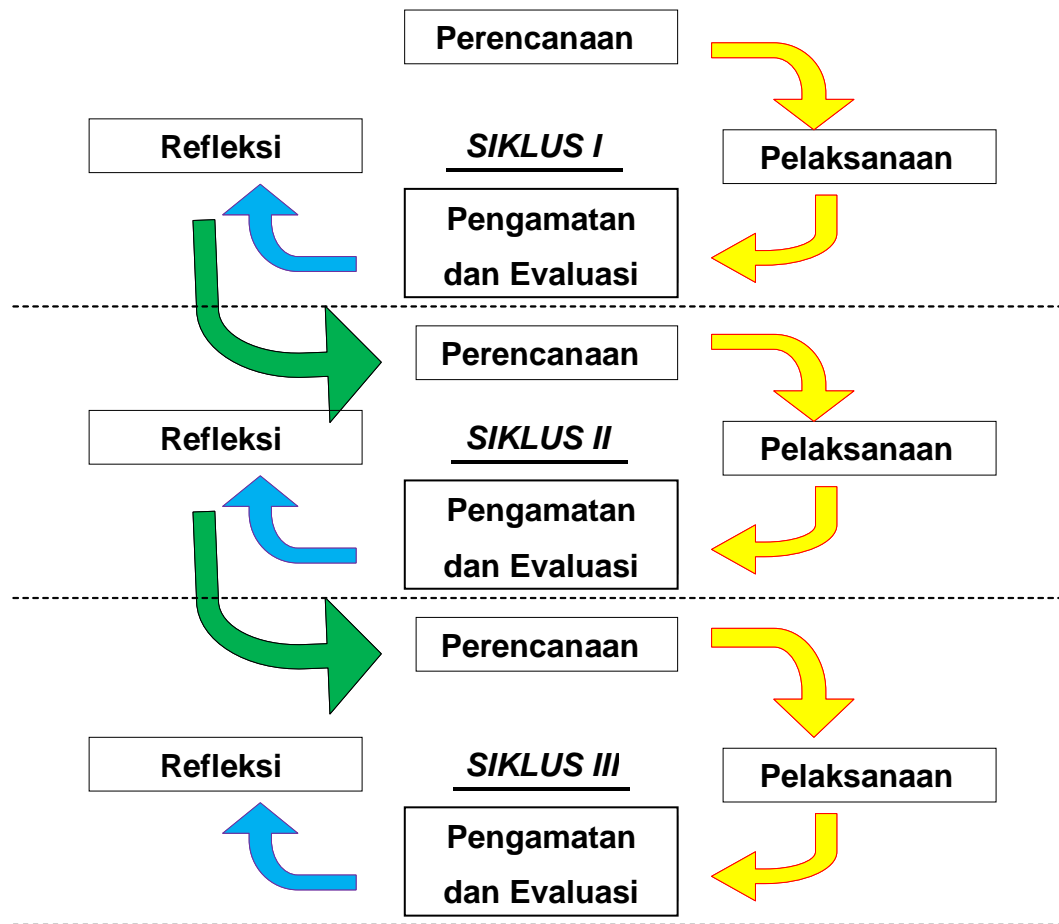 Perencanaan
Refleksi
SIKLUS I
Pelaksanaan
Pengamatan
dan Evaluasi
Perencanaan
Refleksi
SIKLUS II
Pelaksanaan
Pengamatan
dan Evaluasi
Perencanaan
Refleksi
SIKLUS III
Pelaksanaan
Pengamatan
dan Evaluasi